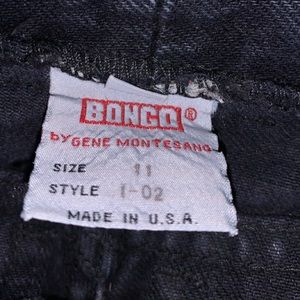 BONGO®
by GENE MONTESANO
SIZE 11
STYLE 1-02
MADE IN U.S.A.